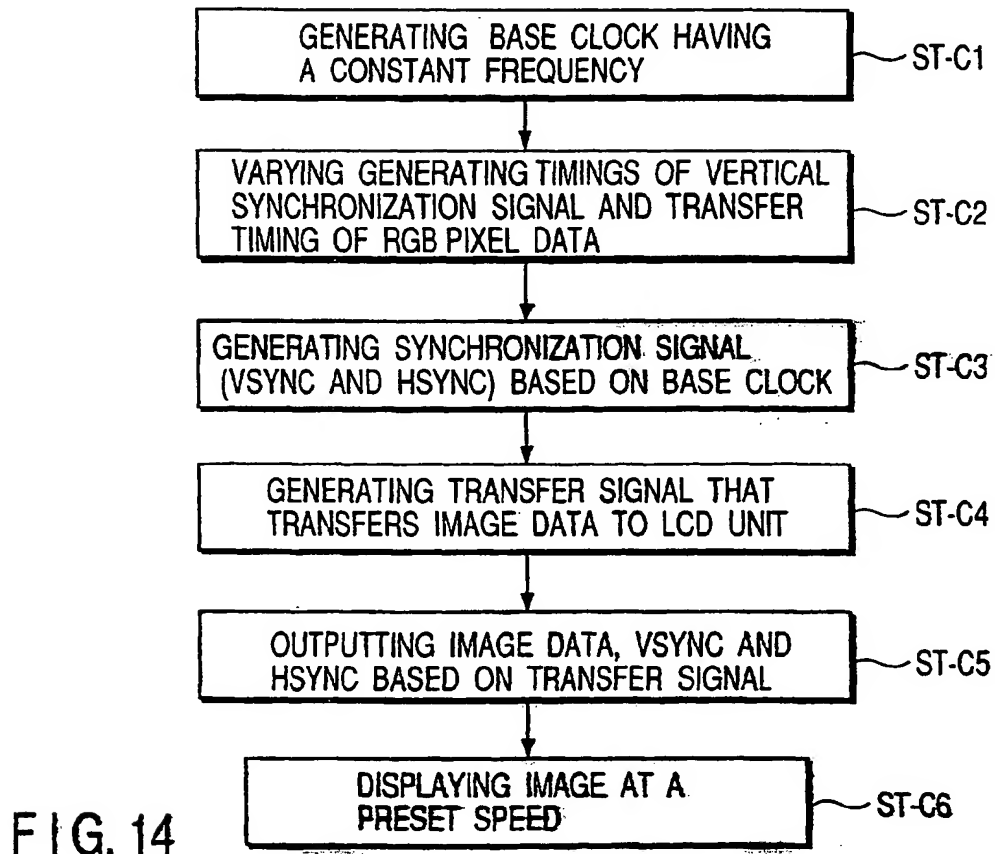 GENERATING BASE CLOCK HAVING
A CONSTANT FREQUENCY
ST-C1
VARYING GENERATING TIMINGS OF VERTICAL
SYNCHRONIZATION SIGNAL AND TRANSFER
TIMING OF RGB PIXEL DATA
ST-C2
GENERATING SYNCHRONIZATION SIGNAL
(VSYNC AND HSYNC) BASED ON BASE CLOCK
ST-C3
GENERATING TRANSFER SIGNAL THAT
TRANSFERS IMAGE DATA TO LCD UNIT
ST-C4
OUTPUTTING IMAGE DATA, VSYNC AND
HSYNC BASED ON TRANSFER SIGNAL
ST-C5
DISPLAYING IMAGE AT A
PRESET SPEED
ST-C6
FIG. 14